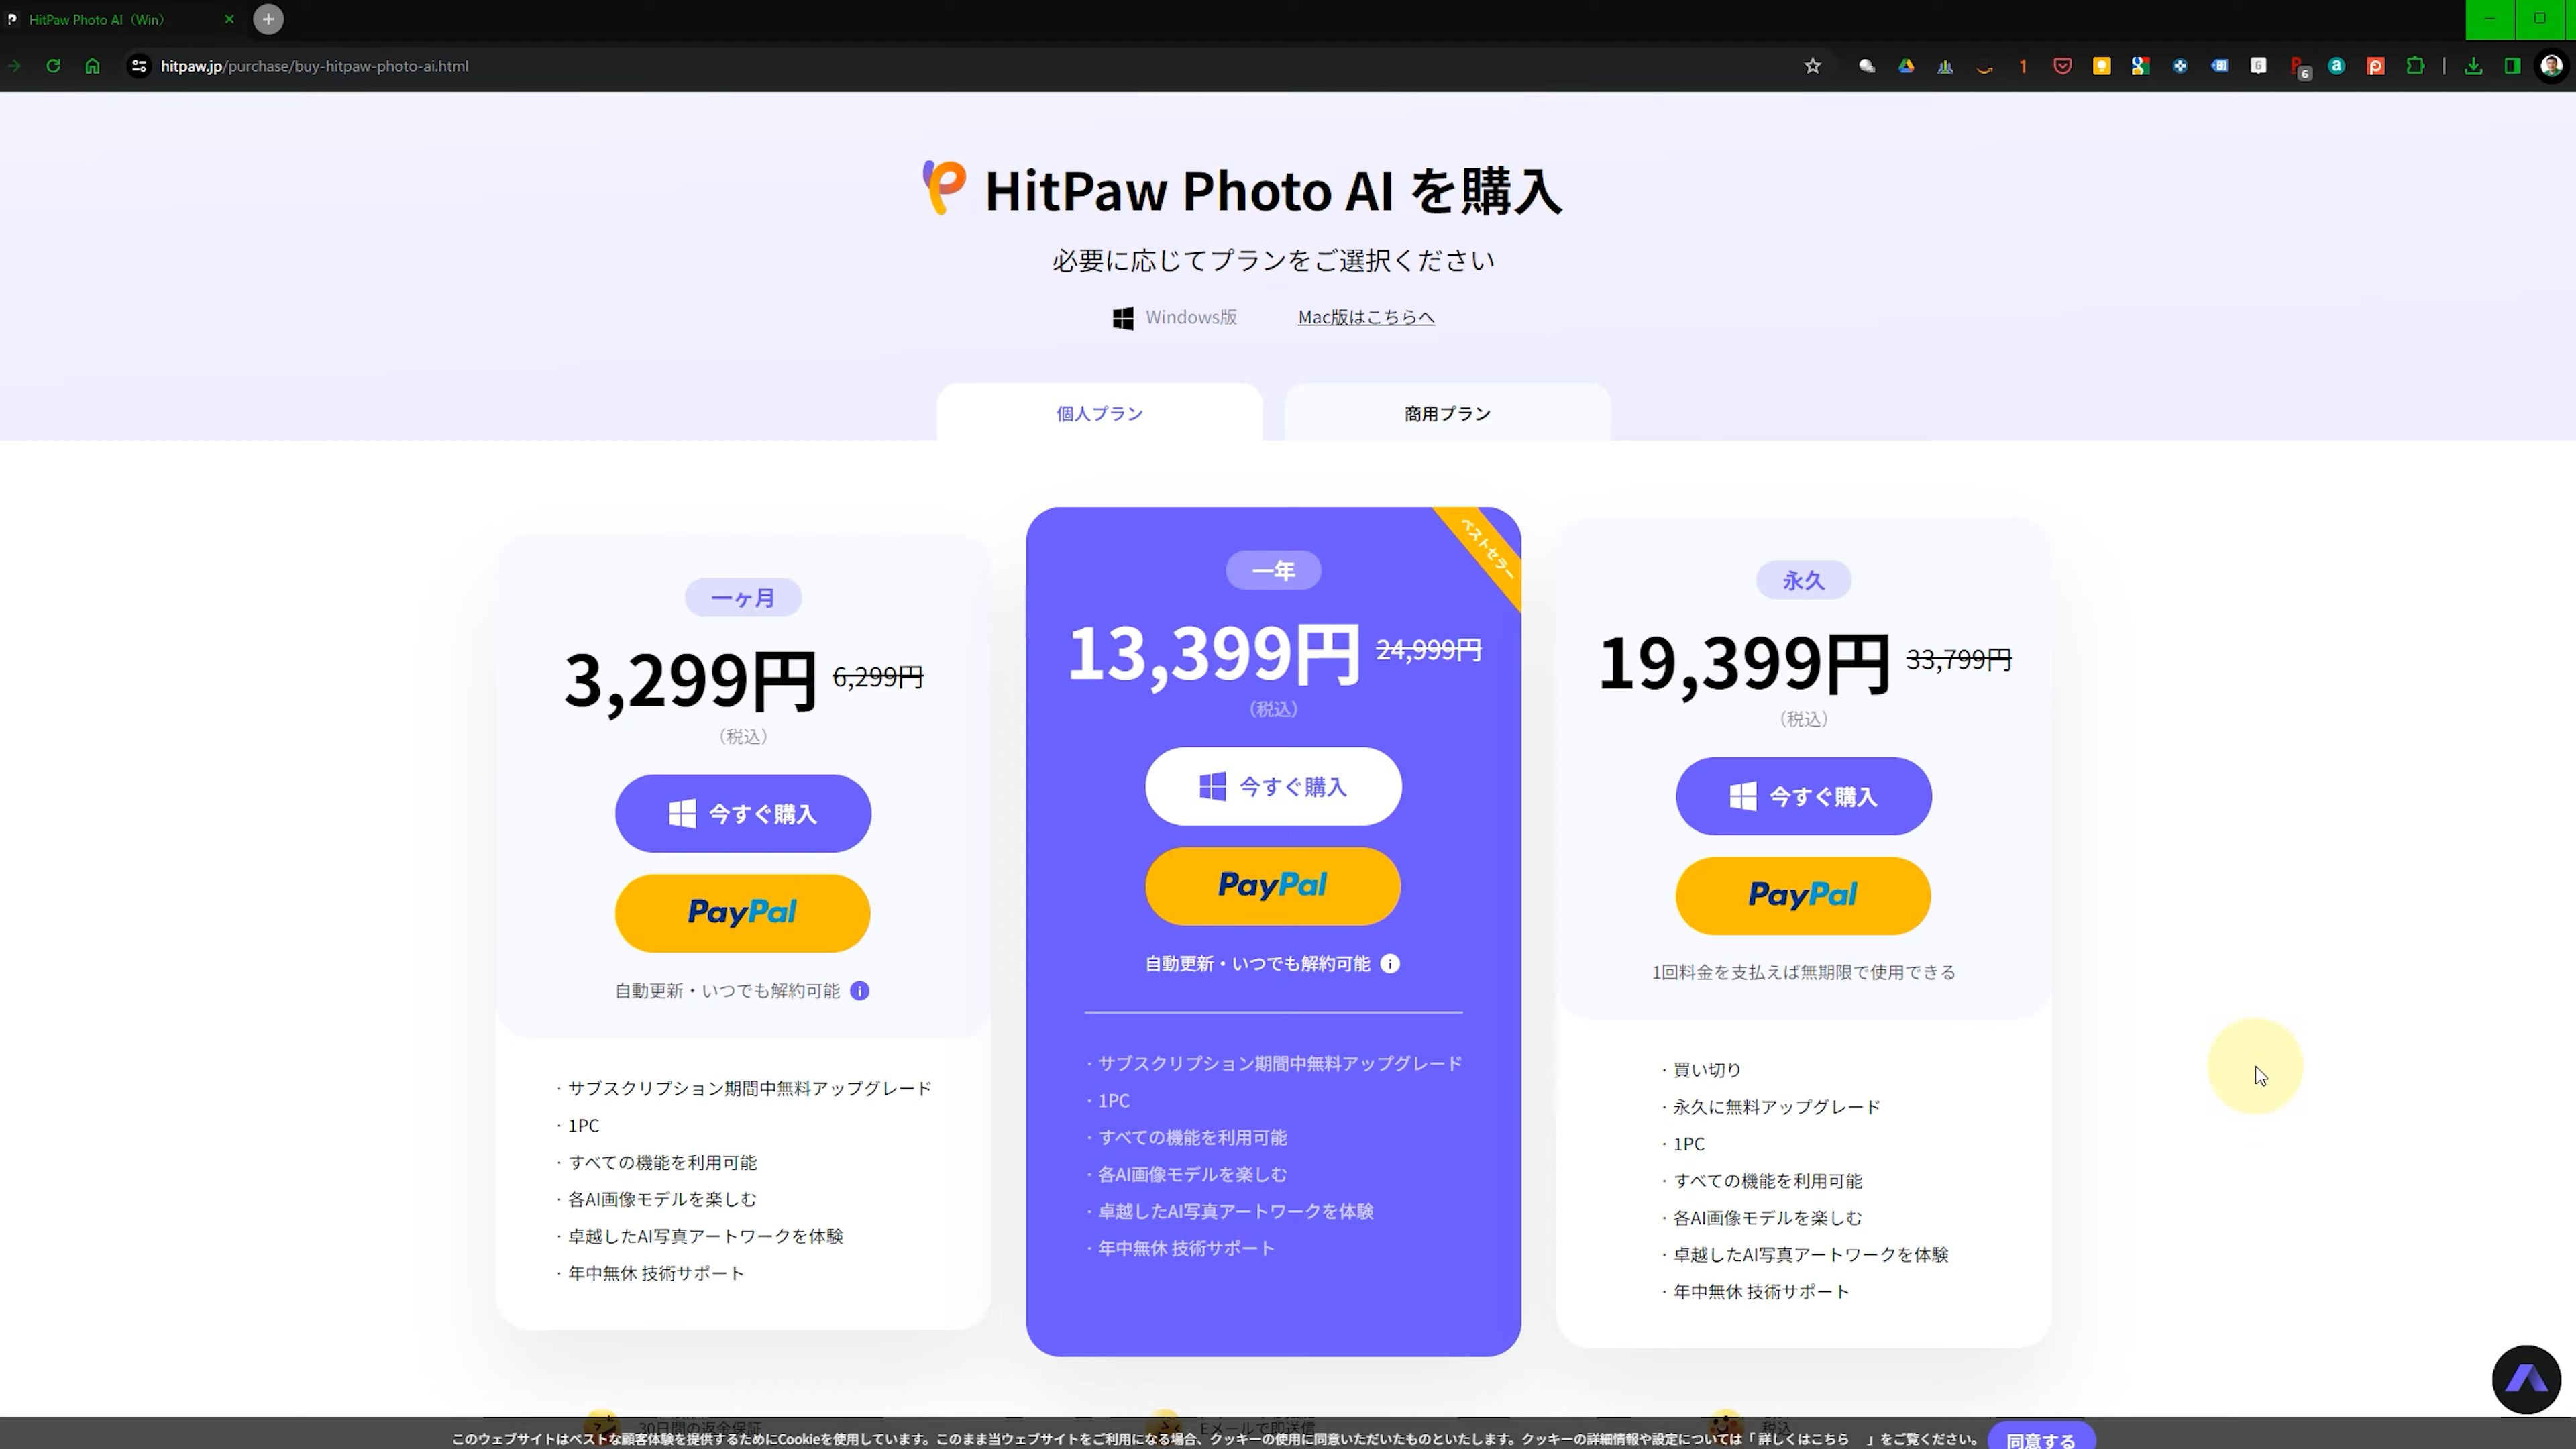 HitPaw Photo AI（Win）
hitpaw.jp/purchase/buy-hitpaw-photo-ai.html
HitPaw Photo AI を購入
必要に応じてプランをご選択ください
Windows版
Mac版はこちらへ
個人プラン
商用プラン
一ヶ月
3,299円 6,299円
（税込）
今すぐ購入
PayPal
自動更新・いつでも解約可能
・サブスクリプション期間中無料アップグレード
・1PC
・すべての機能を利用可能
・各AI画像モデルを楽しむ
・卓越したAI写真アートワークを体験
・年中無休 技術サポート
ベストセラー
一年
13,399円 24,999円
（税込）
今すぐ購入
PayPal
自動更新・いつでも解約可能
・サブスクリプション期間中無料アップグレード
・1PC
・すべての機能を利用可能
・各AI画像モデルを楽しむ
・卓越したAI写真アートワークを体験
・年中無休 技術サポート
永久
19,399円 33,799円
（税込）
今すぐ購入
PayPal
1回料金を支払えば無期限で使用できる
・買い切り
・永久に無料アップグレード
・1PC
・すべての機能を利用可能
・各AI画像モデルを楽しむ
・卓越したAI写真アートワークを体験
・年中無休 技術サポート
30日間の返金保証
Eメールで即送信
税込
このウェブサイトはベストな顧客体験を提供するためにCookieを使用しています。このまま当ウェブサイトをご利用になる場合、クッキーの使用に同意いただいたものといたします。クッキーの詳細情報や設定については「 詳しくはこちら 」をご覧ください。
同意する